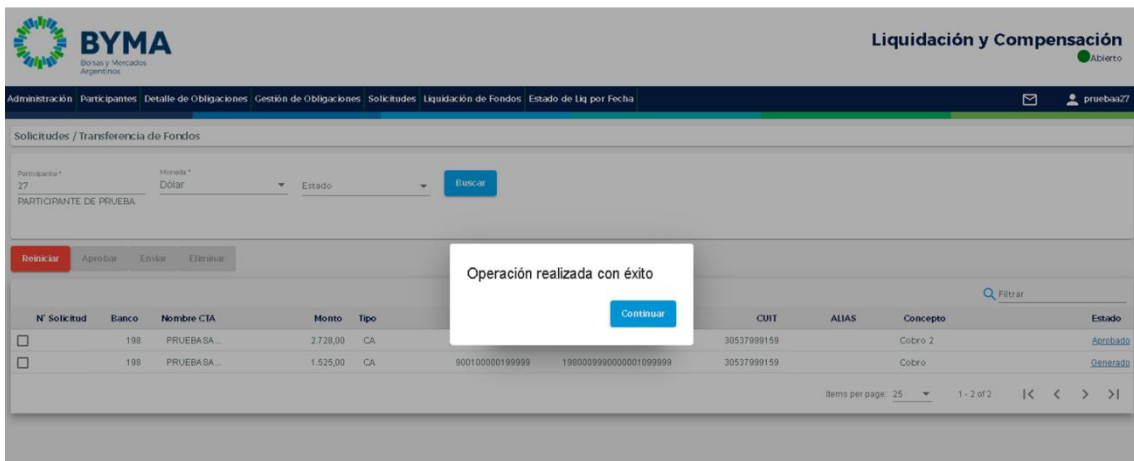 BYMA
Bolsas y Mercados
Argentinos
Liquidación y Compensación
Abierto
Administración Participantes Detalle de Obligaciones Gestión de Obligaciones Solicitudes Liquidación de Fondos Estado de Liq por Fecha
pruebaa27
Solicitudes / Transferencia de Fondos
Participante *
Moneda *
27
Dólar
Estado
Buscar
PARTICIPANTE DE PRUEBA
Reiniciar Aprobar Enviar Eliminar
Operación realizada con éxito
Continuar
Filtrar
N° Solicitud Banco Nombre CTA Monto Tipo CUIT ALIAS Concepto Estado
198 PRUEBA SA... 2.728,00 CA 30537999159 Cobro 2 Aprobado
198 PRUEBA SA... 1.525,00 CA 900100000199999 1980009990000001099999 30537999159 Cobro Generado
Items per page: 25 1 - 2 of 2